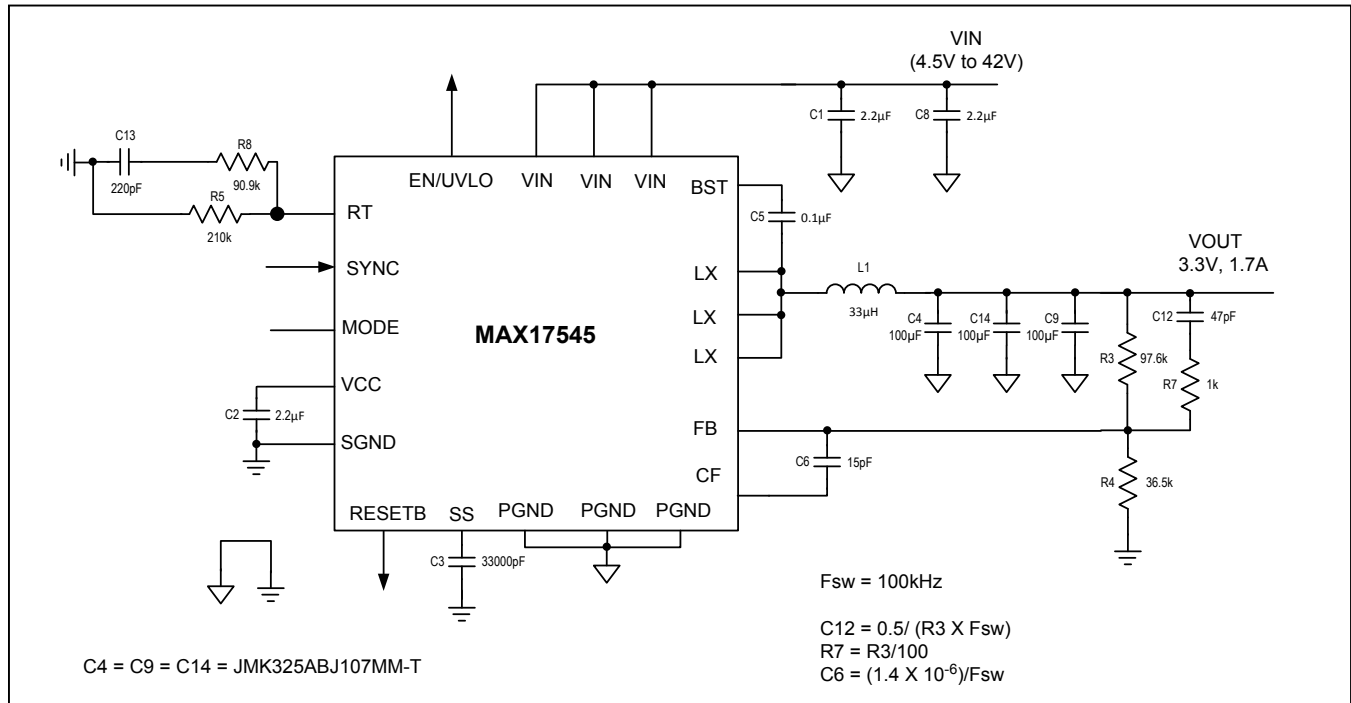 VIN
(4.5V to 42V)
C1 2.2µF
C8 2.2µF
C13
220pF
R8
90.9k
R5
210k
EN/UVLO VIN VIN VIN
BST
C5 0.1µF
RT
SYNC
MODE
MAX17545
VCC
C2 2.2µF
SGND
LX
LX
LX
L1
33µH
VOUT
3.3V, 1.7A
C4
100µF
C14
100µF
C9
100µF
R3 97.6k
C12 47pF
R7 1k
FB
C6 15pF
CF
R4 36.5k
RESETB SS PGND PGND PGND
C3 33000pF
Fsw = 100kHz
C12 = 0.5/ (R3 X Fsw)
R7 = R3/100
C6 = (1.4 X 10⁻⁶)/Fsw
C4 = C9 = C14 = JMK325ABJ107MM-T